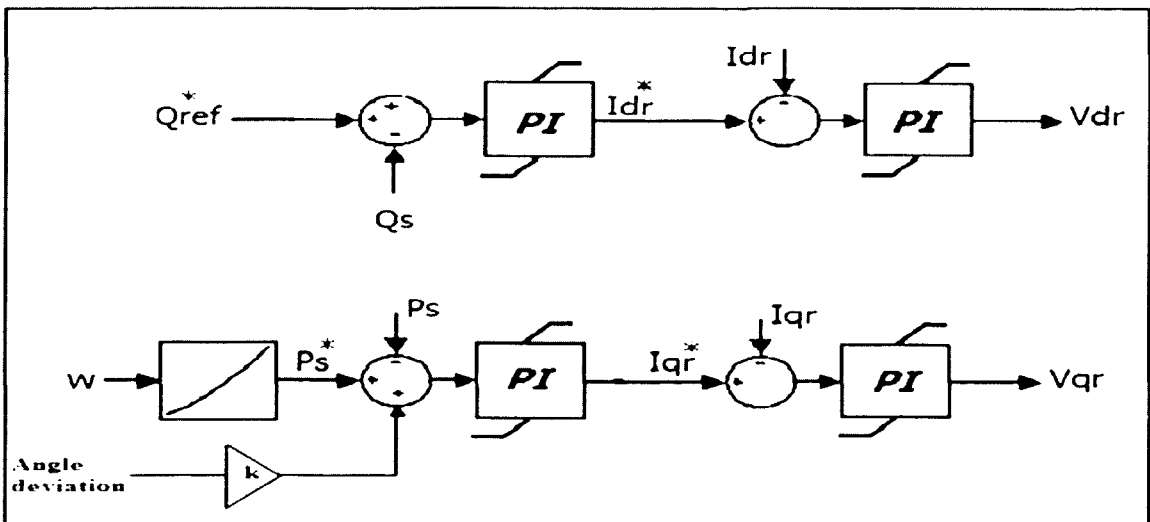 Qref* + + - Qs PI Idr* Idr + - PI Vdr
w Ps* Ps + - + PI Iqr* Iqr + - PI Vqr
Angle
deviation
k